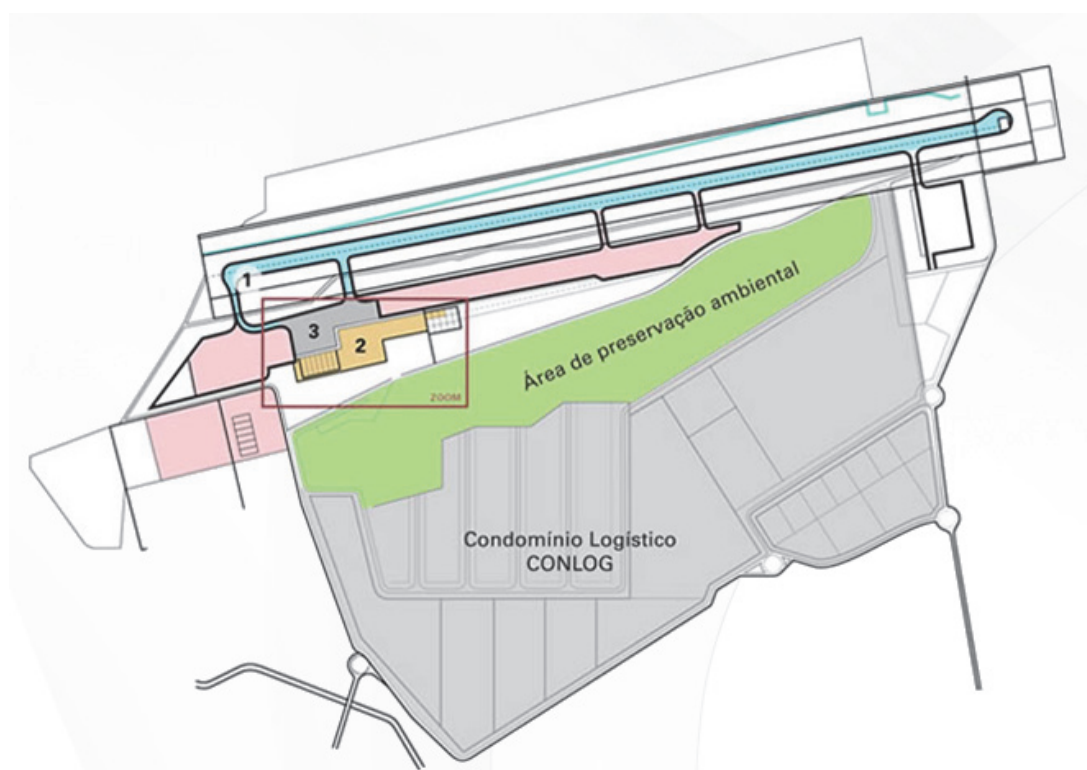 1
3
2
ZOOM
Área de preservação ambiental
Condomínio Logístico
CONLOG